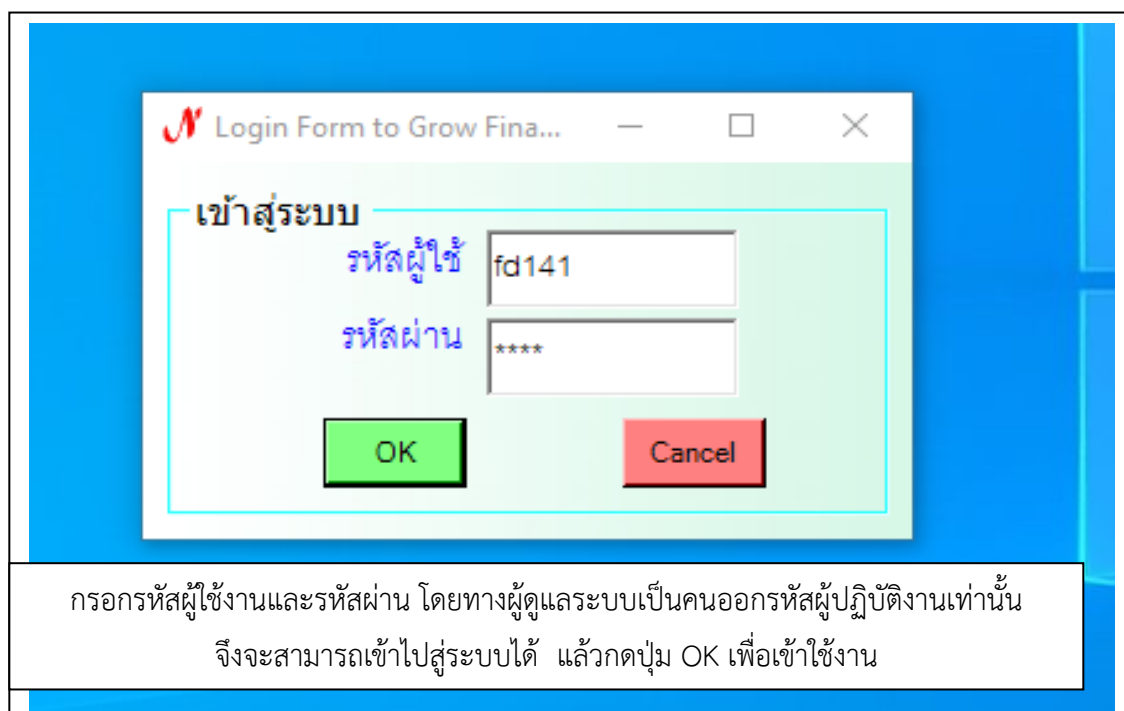 Login Form to Grow Fina...
เข้าสู่ระบบ
รหัสผู้ใช้ fd141
รหัสผ่าน ****
OK Cancel
กรอกรหัสผู้ใช้งานและรหัสผ่าน โดยทางผู้ดูแลระบบเป็นคนออกรหัสผู้ปฏิบัติงานเท่านั้น
จึงจะสามารถเข้าไปสู่ระบบได้ แล้วกดปุ่ม OK เพื่อเข้าใช้งาน